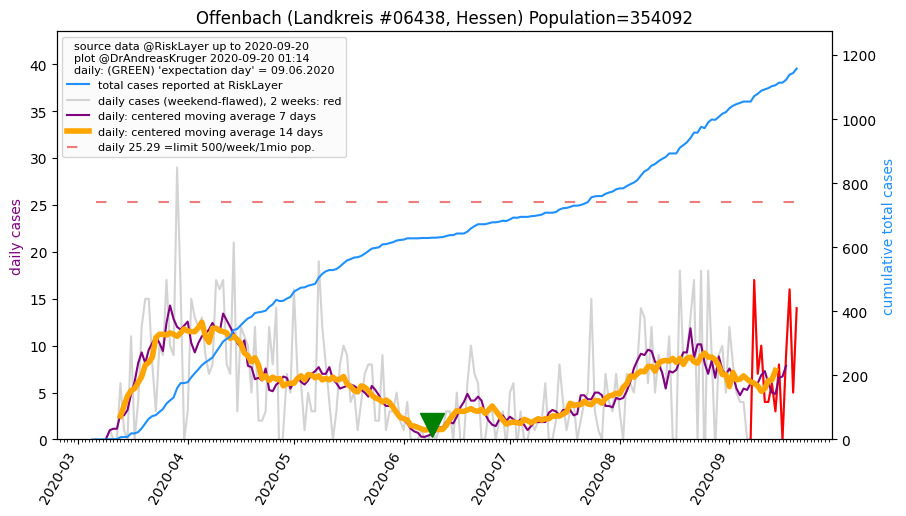 Offenbach (Landkreis #06438, Hessen) Population=354092
source data @RiskLayer up to 2020-09-20
plot @DrAndreasKruger 2020-09-20 01:14
daily: (GREEN) 'expectation day' = 09.06.2020
total cases reported at RiskLayer
daily cases (weekend-flawed), 2 weeks: red
daily: centered moving average 7 days
daily: centered moving average 14 days
daily 25.29 =limit 500/week/1mio pop.
daily cases
40
35
30
25
20
15
10
5
0
cumulative total cases
1200
1000
800
600
400
200
0
2020-03
2020-04
2020-05
2020-06
2020-07
2020-08
2020-09